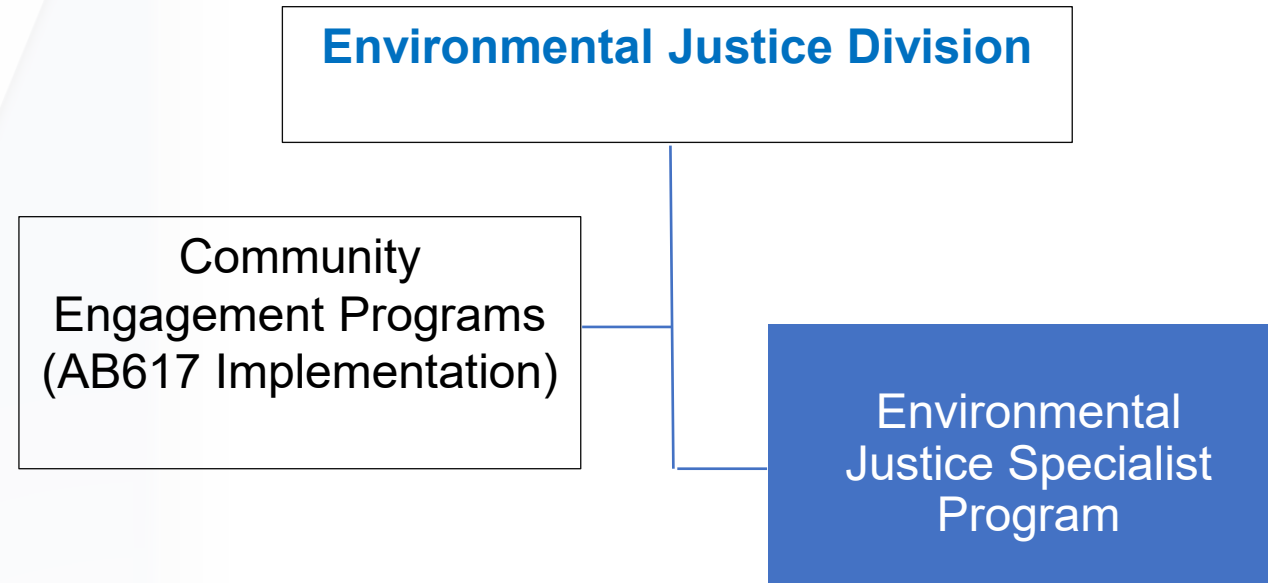 Environmental Justice Division
Community
Engagement Programs
(AB617 Implementation)
Environmental
Justice Specialist
Program